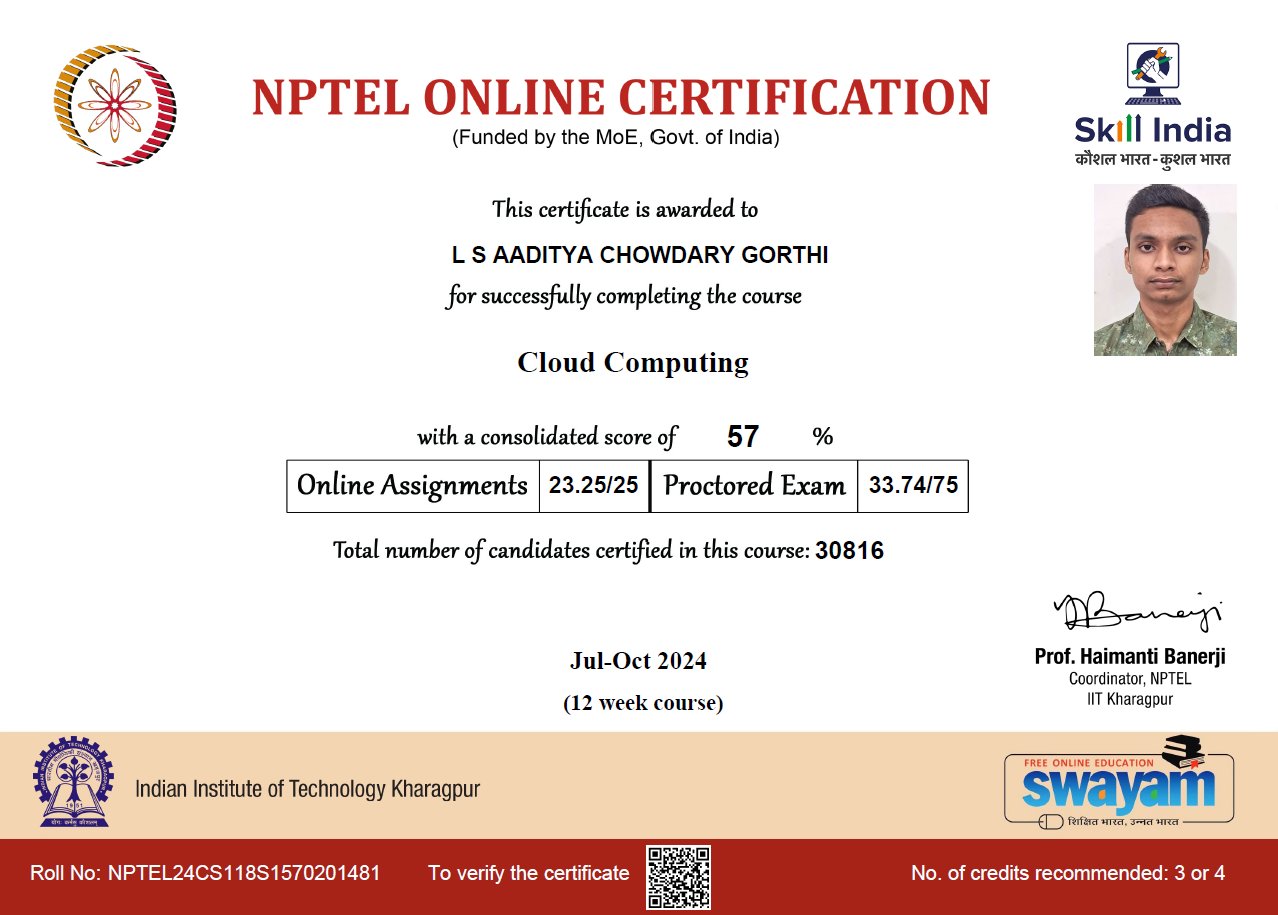 NPTEL ONLINE CERTIFICATION
(Funded by the MoE, Govt. of India)
Skill India
कौशल भारत - कुशल भारत
This certificate is awarded to
L S AADITYA CHOWDARY GORTHI
for successfully completing the course
Cloud Computing
with a consolidated score of 57 %
Online Assignments 23.25/25 Proctored Exam 33.74/75
Total number of candidates certified in this course: 30816
Jul-Oct 2024
(12 week course)
Prof. Haimanti Banerji
Coordinator, NPTEL
IIT Kharagpur
Indian Institute of Technology Kharagpur
1951
योगः कर्मसु कौशलम्
FREE ONLINE EDUCATION
swayam
शिक्षित भारत, उन्नत भारत
Roll No: NPTEL24CS118S1570201481 To verify the certificate No. of credits recommended: 3 or 4